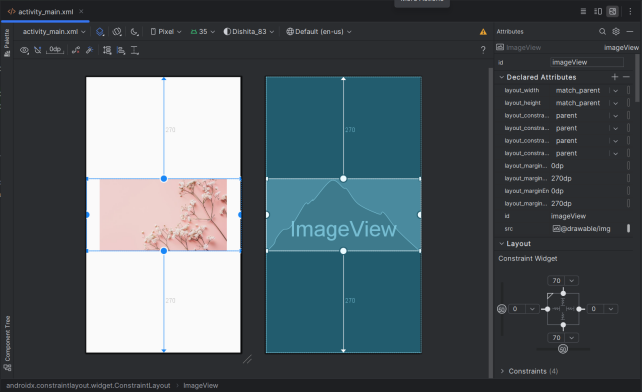 activity_main.xml
activity_main.xml
Pixel
35
Dishita_83
Default (en-us)
0dp
Palette
Component Tree
270
270
270
ImageView
270
Attributes
ImageView
imageView
id
imageView
Declared Attributes
layout_width match_parent
layout_height match_parent
layout_constra... parent
layout_constra... parent
layout_constra... parent
layout_constra... parent
layout_margin... 0dp
layout_margin... 270dp
layout_marginEn 0dp
layout_margin... 270dp
id imageView
src @drawable/img
Layout
Constraint Widget
70
0
0
70
50
50
Constraints (4)
androidx.constraintlayout.widget.ConstraintLayout > ImageView